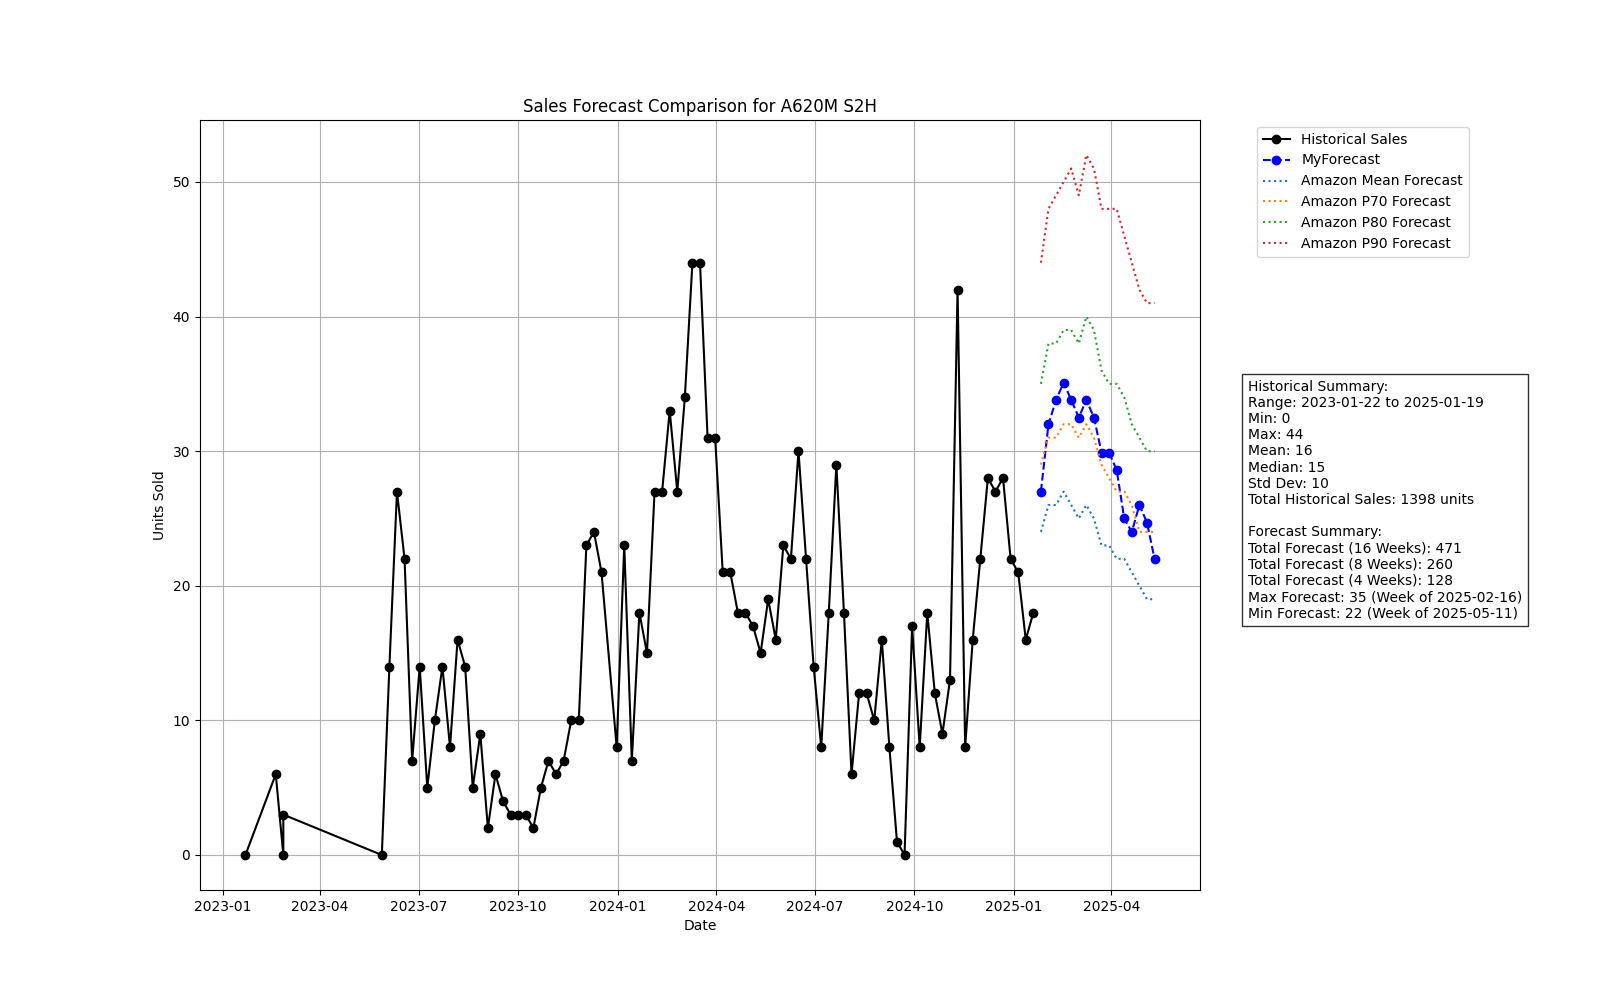 Sales Forecast Comparison for A620M S2H
Historical Sales
MyForecast
Amazon Mean Forecast
Amazon P70 Forecast
Amazon P80 Forecast
Amazon P90 Forecast
50
40
30
20
10
0
Units Sold
2023-01
2023-04
2023-07
2023-10
2024-01
2024-04
2024-07
2024-10
2025-01
2025-04
Date
Historical Summary:
Range: 2023-01-22 to 2025-01-19
Min: 0
Max: 44
Mean: 16
Median: 15
Std Dev: 10
Total Historical Sales: 1398 units
Forecast Summary:
Total Forecast (16 Weeks): 471
Total Forecast (8 Weeks): 260
Total Forecast (4 Weeks): 128
Max Forecast: 35 (Week of 2025-02-16)
Min Forecast: 22 (Week of 2025-05-11)